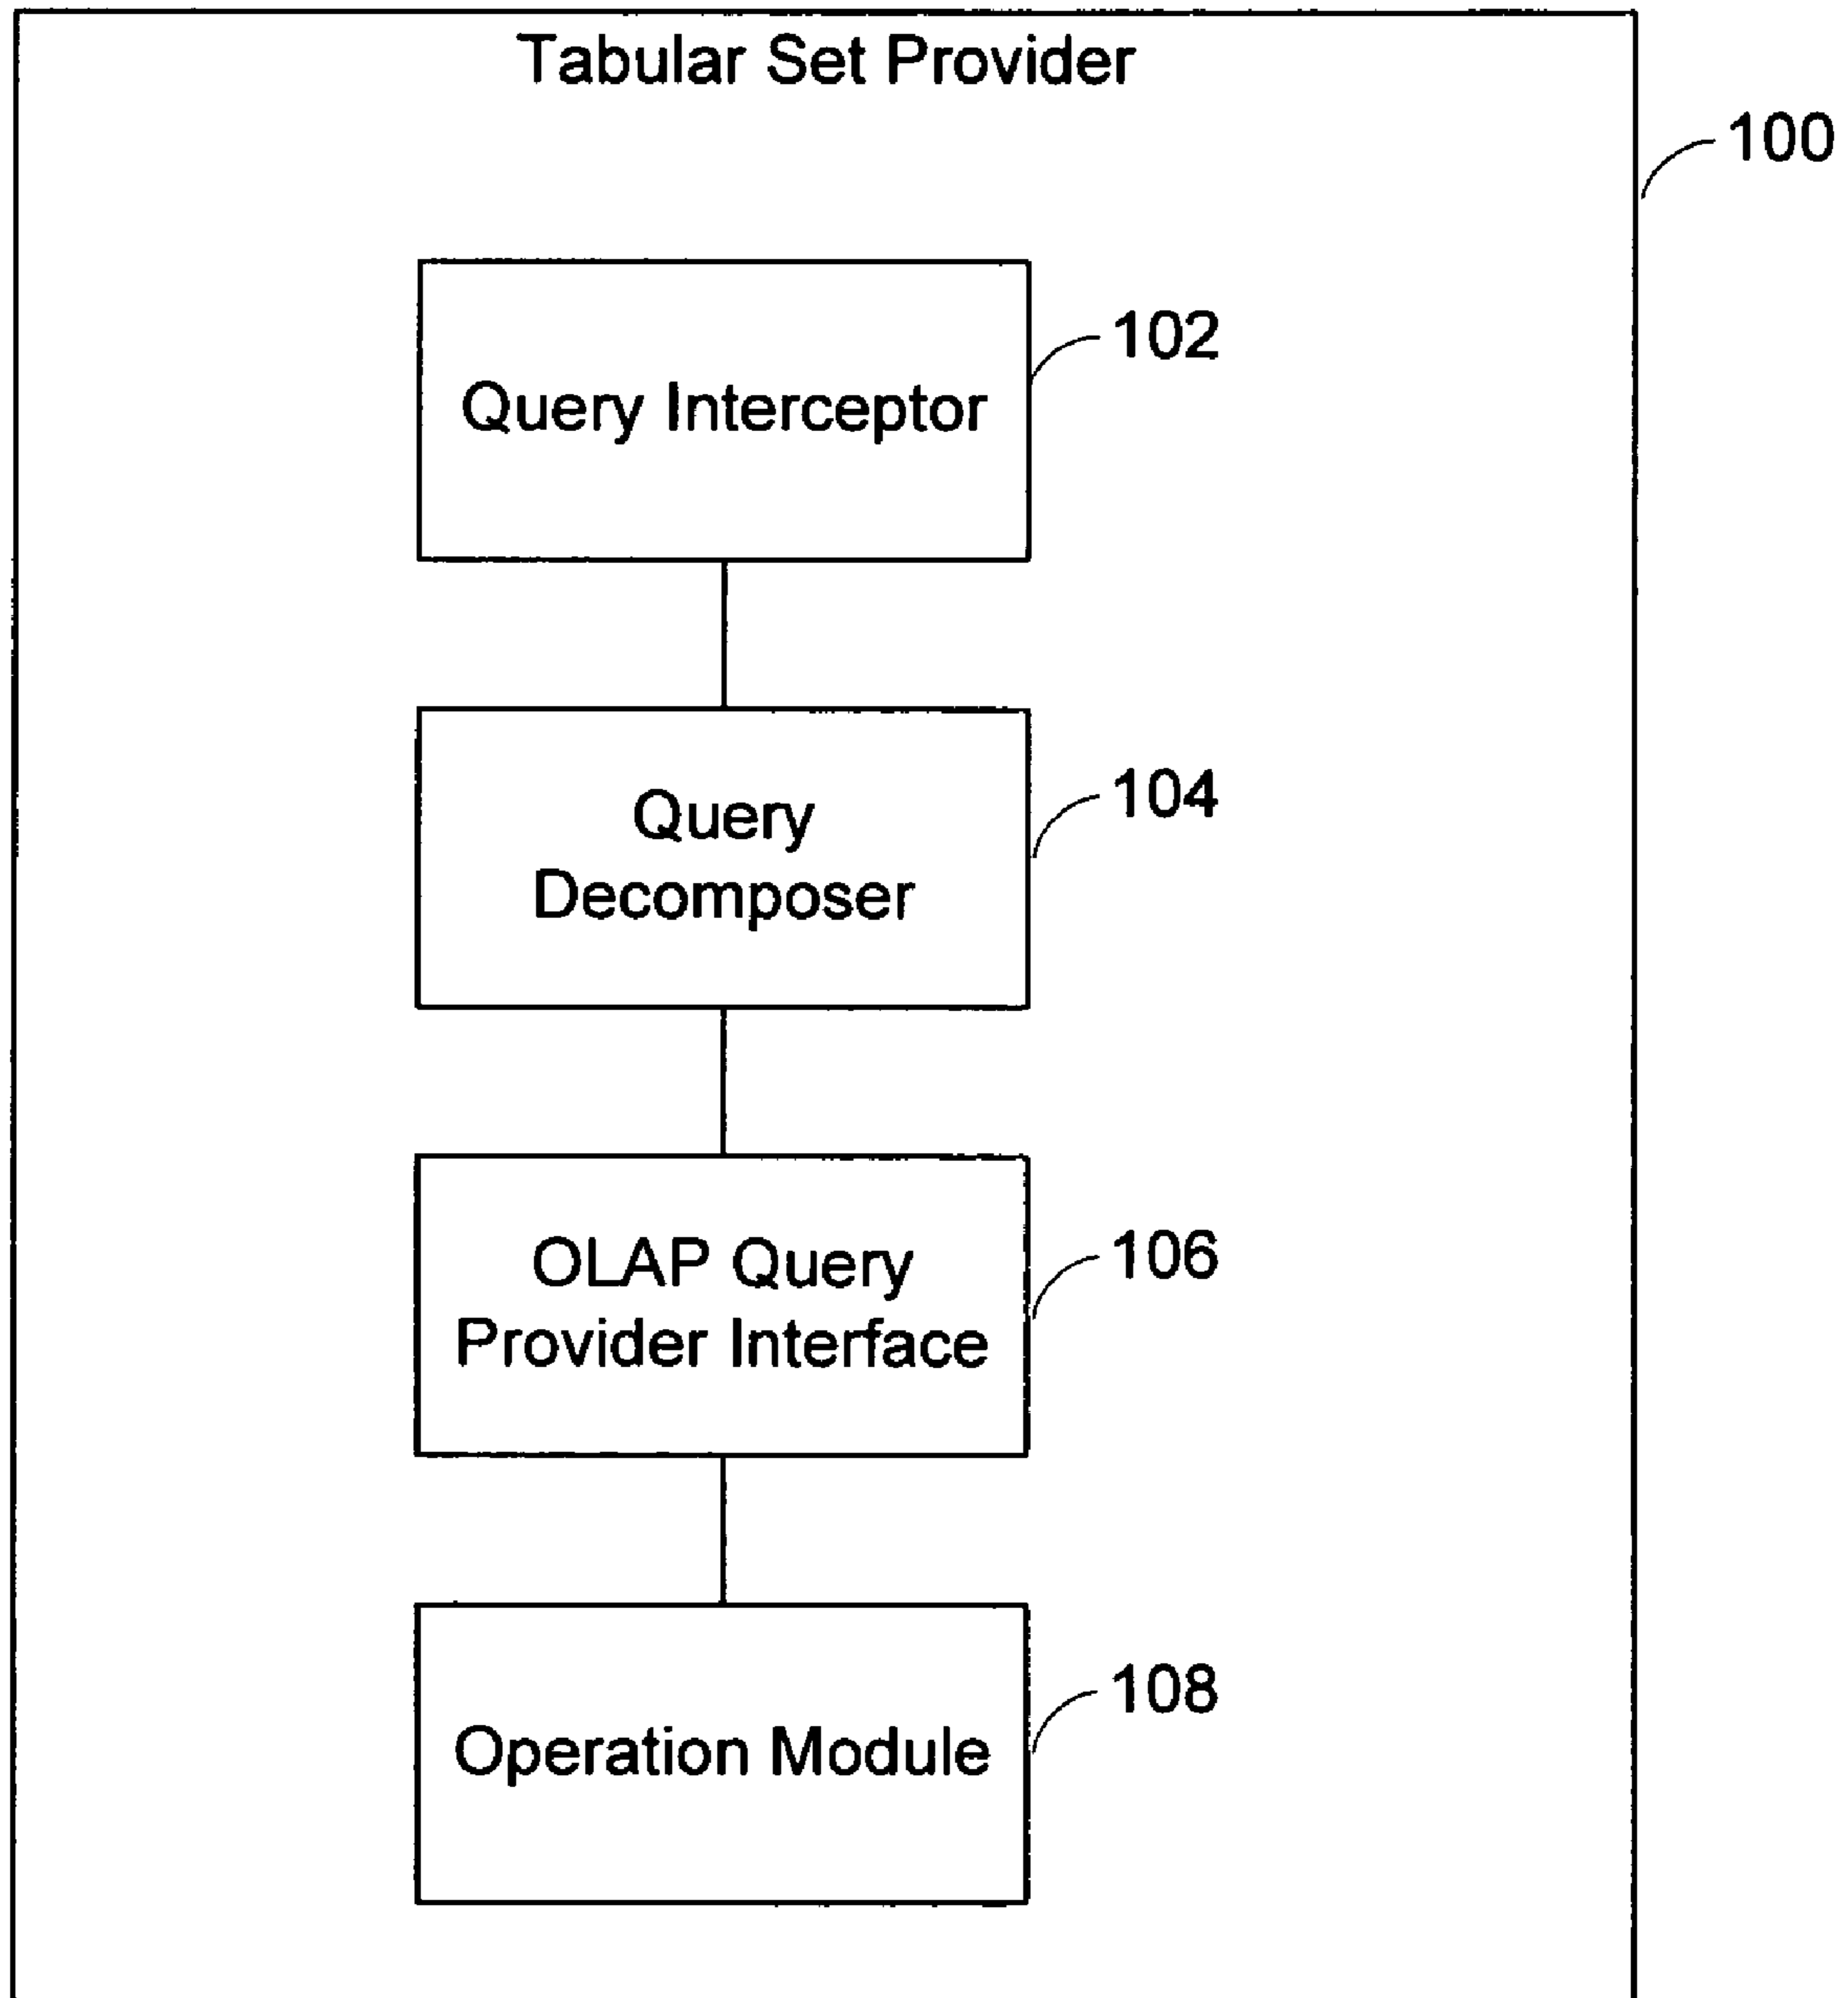 Tabular Set Provider
100
102
Query Interceptor
104
Query
Decomposer
106
OLAP Query
Provider Interface
108
Operation Module